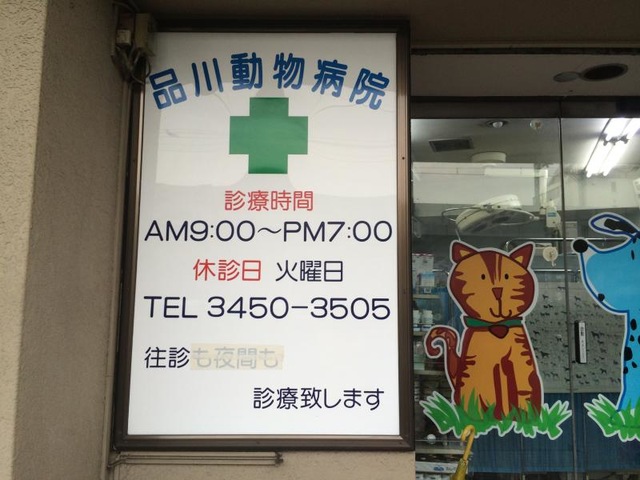 品川動物病院
診療時間
AM9:00〜PM7:00
休診日 火曜日
TEL 3450-3505
往診も夜間も
診療致します